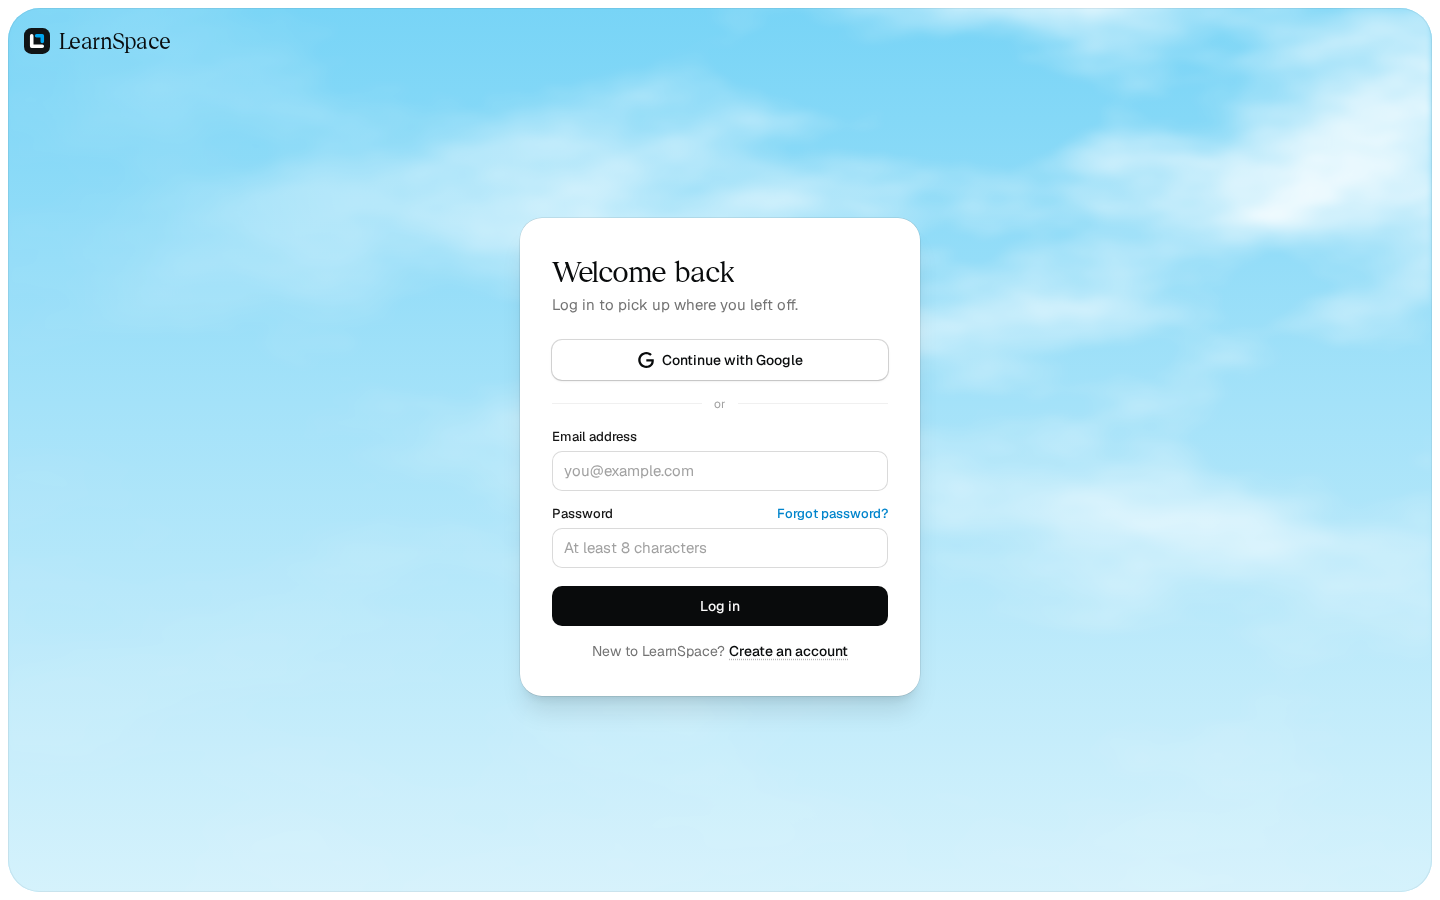 LearnSpace
Welcome back
Log in to pick up where you left off.
Continue with Google
or
Email address
you@example.com
Password Forgot password?
At least 8 characters
Log in
New to LearnSpace? Create an account